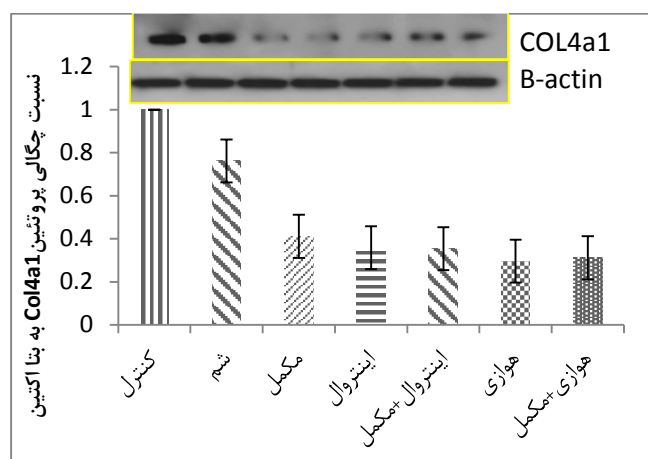 COL4a1
B-actin
نسبت چگالی پروتئین Col4a1 به بتا اکتین
1.2
1
0.8
0.6
0.4
0.2
0
کنترل
شم
مکمل
اینتروال
اینتروال+مکمل
هوازی
هوازی+مکمل